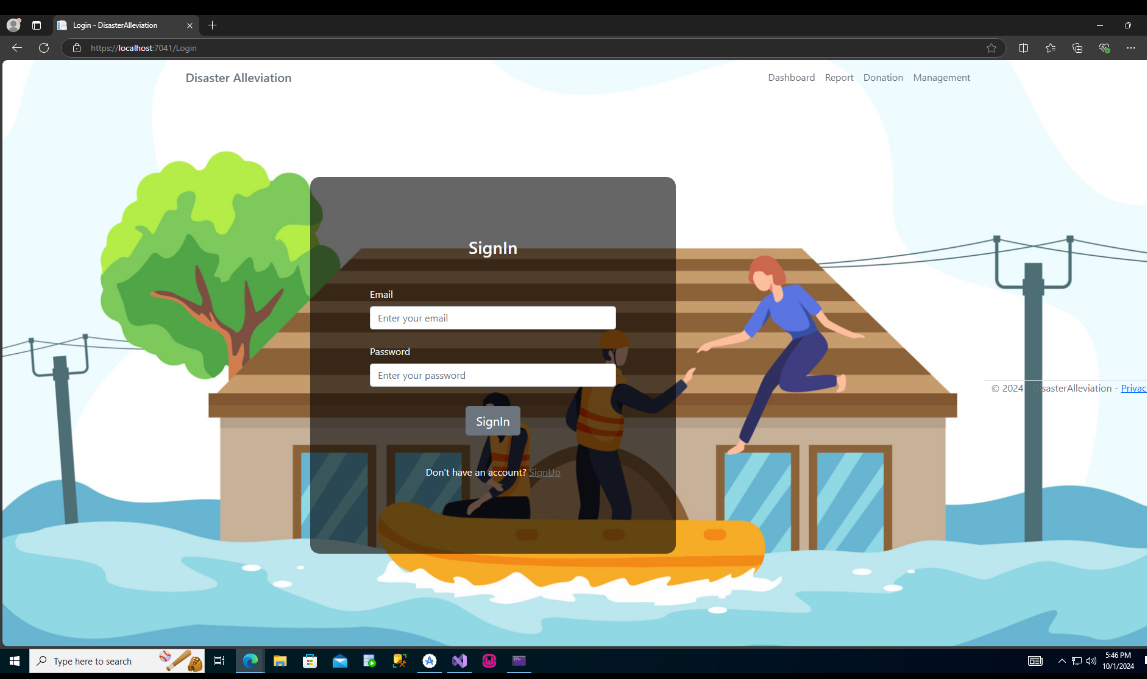 Login - DisasterAlleviation
https://localhost:7041/Login
Disaster Alleviation
Dashboard Report Donation Management
SignIn
Email
Enter your email
Password
Enter your password
SignIn
Don't have an account? SignUp
© 2024 - DisasterAlleviation -
Type here to search
5:46 PM
10/1/2024